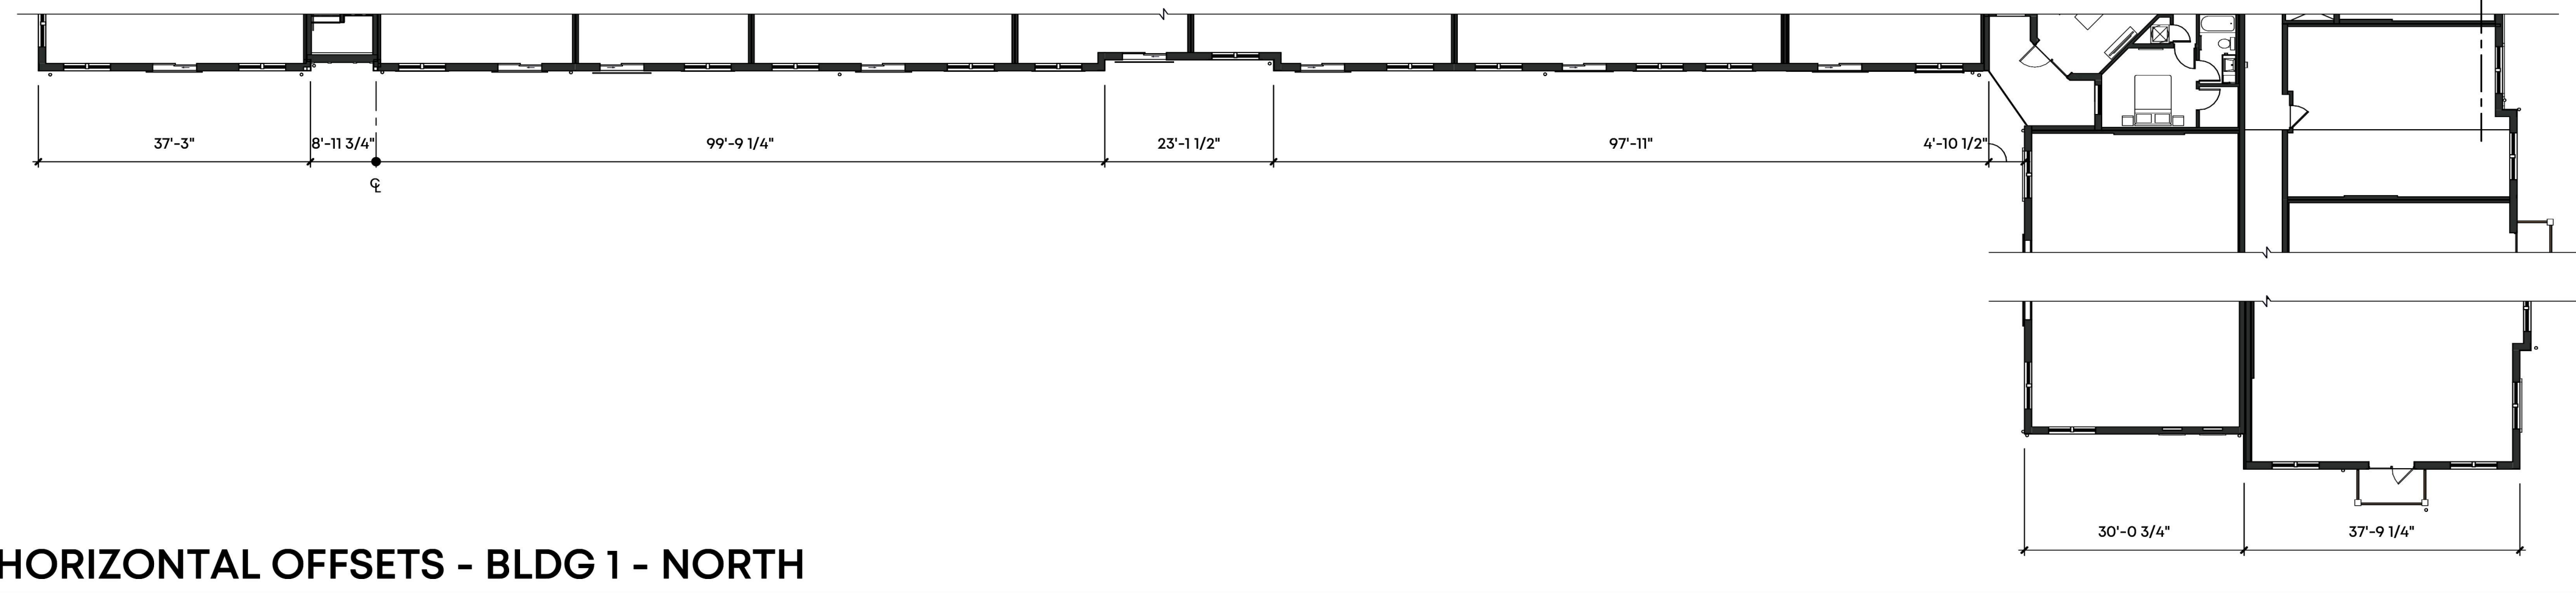 37'-3" 8'-11 3/4" 99'-9 1/4" 23'-1 1/2" 97'-11" 4'-10 1/2"
℄
30'-0 3/4" 37'-9 1/4"
HORIZONTAL OFFSETS - BLDG 1 - NORTH